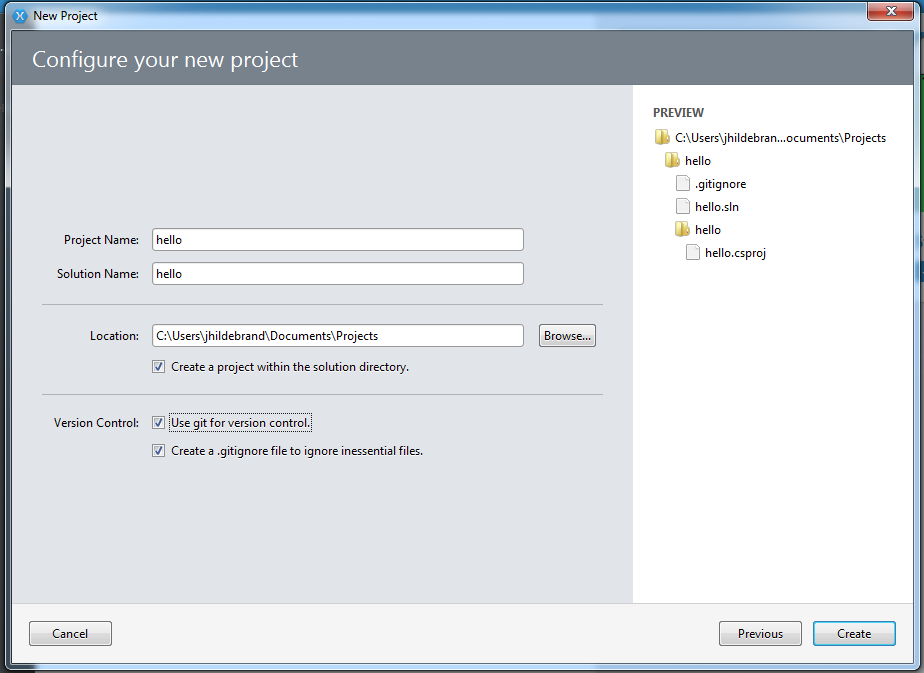 New Project
Configure your new project
Project Name: hello
Solution Name: hello
Location: C:\Users\jhildebrand\Documents\Projects Browse...
Create a project within the solution directory.
Version Control: Use git for version control.
Create a .gitignore file to ignore inessential files.
PREVIEW
C:\Users\jhildebran...ocuments\Projects
hello
.gitignore
hello.sln
hello
hello.csproj
Cancel Previous Create